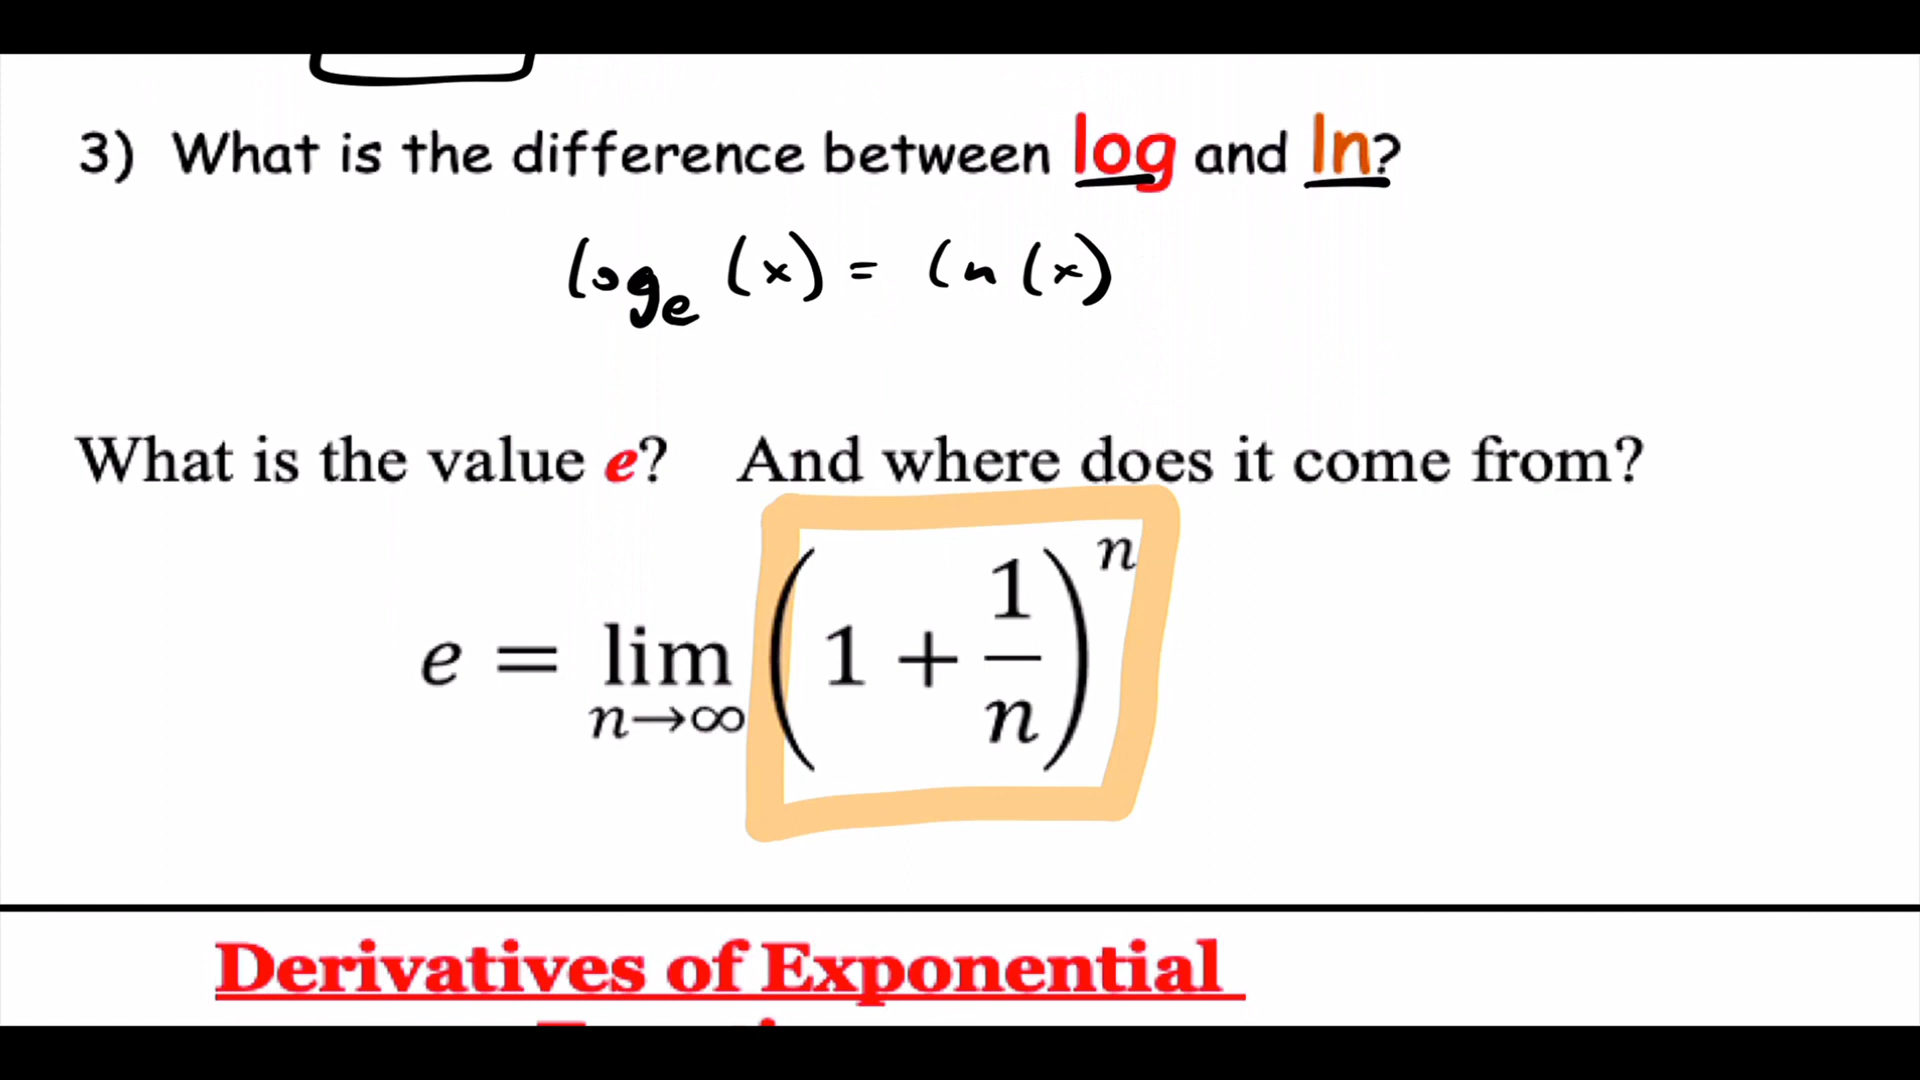 3) What is the difference between log and ln?
logₑ (x) = ln (x)
What is the value e? And where does it come from?
e = lim n→∞ (1 + 1/n)ⁿ
Derivatives of Exponential